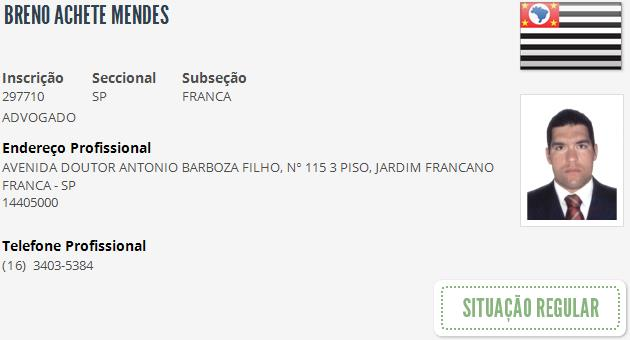 BRENO ACHETE MENDES
Inscrição Seccional Subseção
297710 SP FRANCA
ADVOGADO
Endereço Profissional
AVENIDA DOUTOR ANTONIO BARBOZA FILHO, Nº 115 3 PISO, JARDIM FRANCANO
FRANCA - SP
14405000
Telefone Profissional
(16) 3403-5384
SITUAÇÃO REGULAR